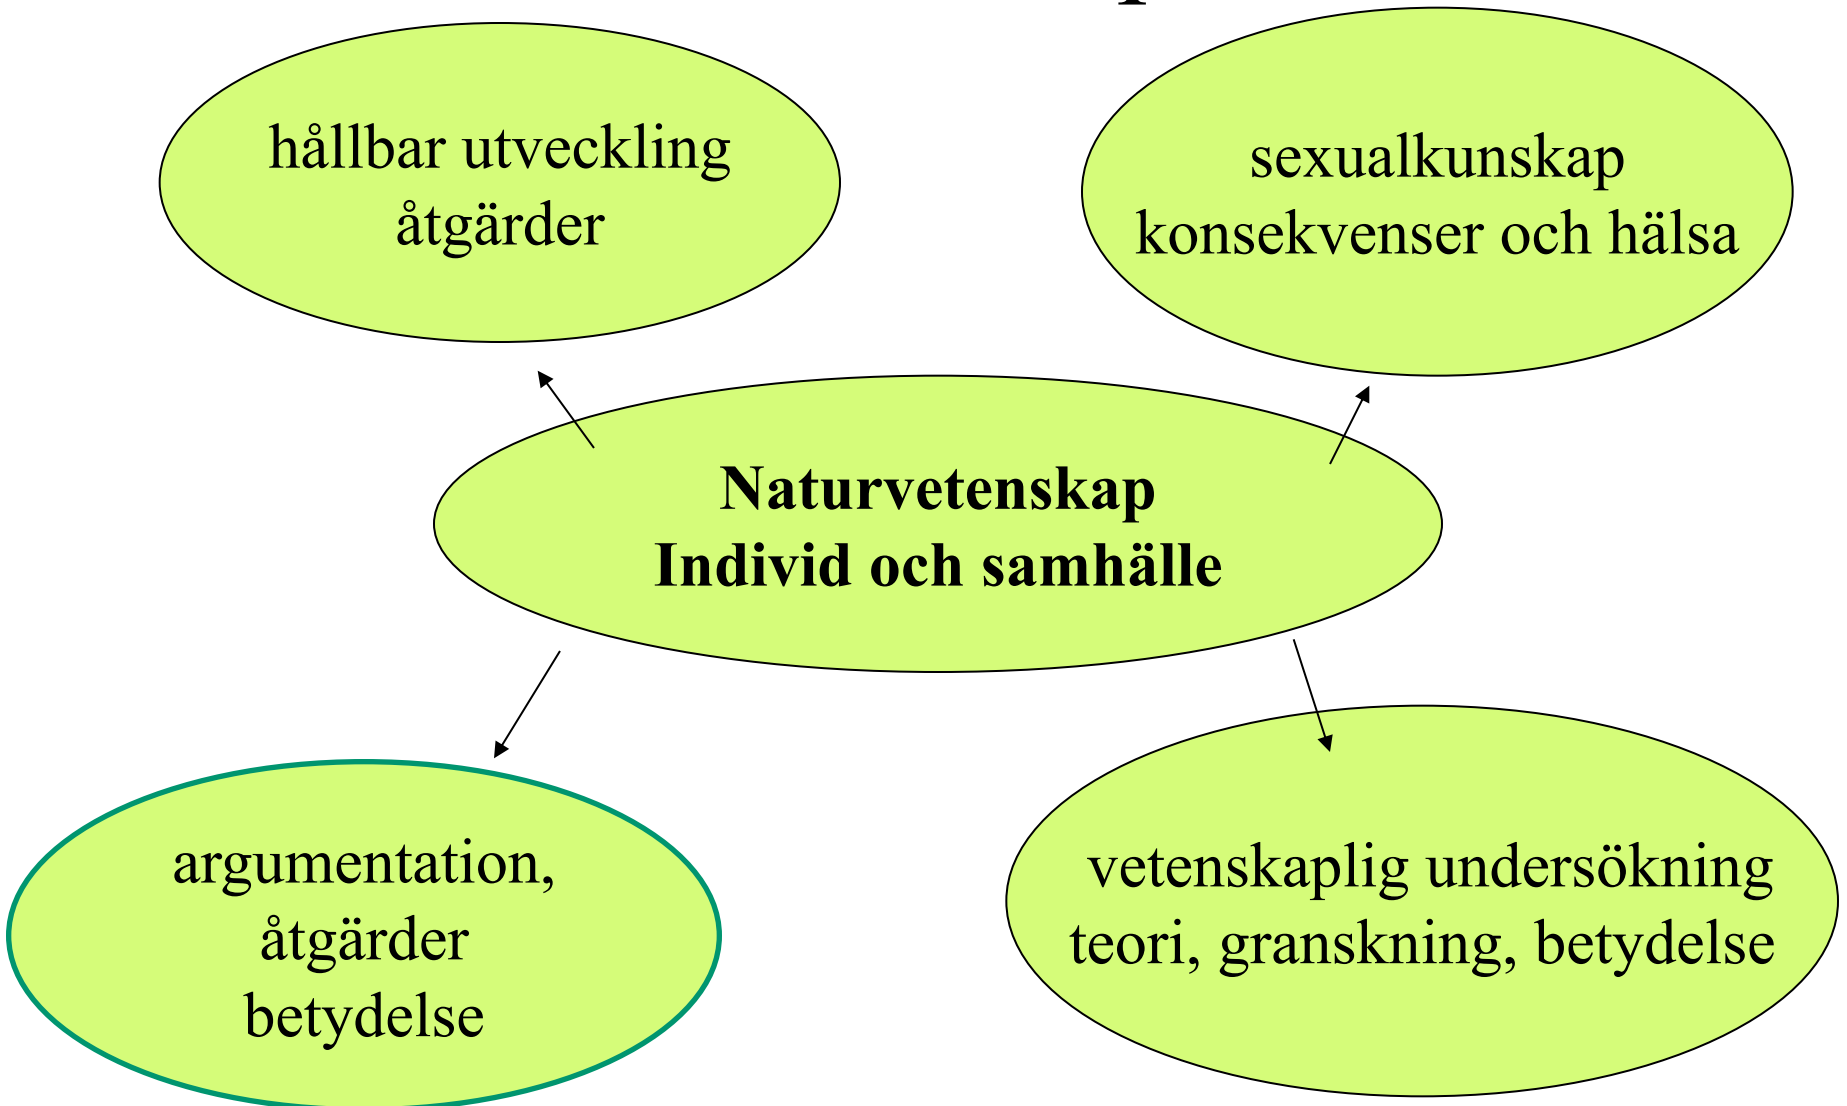 hållbar utveckling
åtgärder
sexualkunskap
konsekvenser och hälsa
Naturvetenskap
Individ och samhälle
argumentation,
åtgärder
betydelse
vetenskaplig undersökning
teori, granskning, betydelse